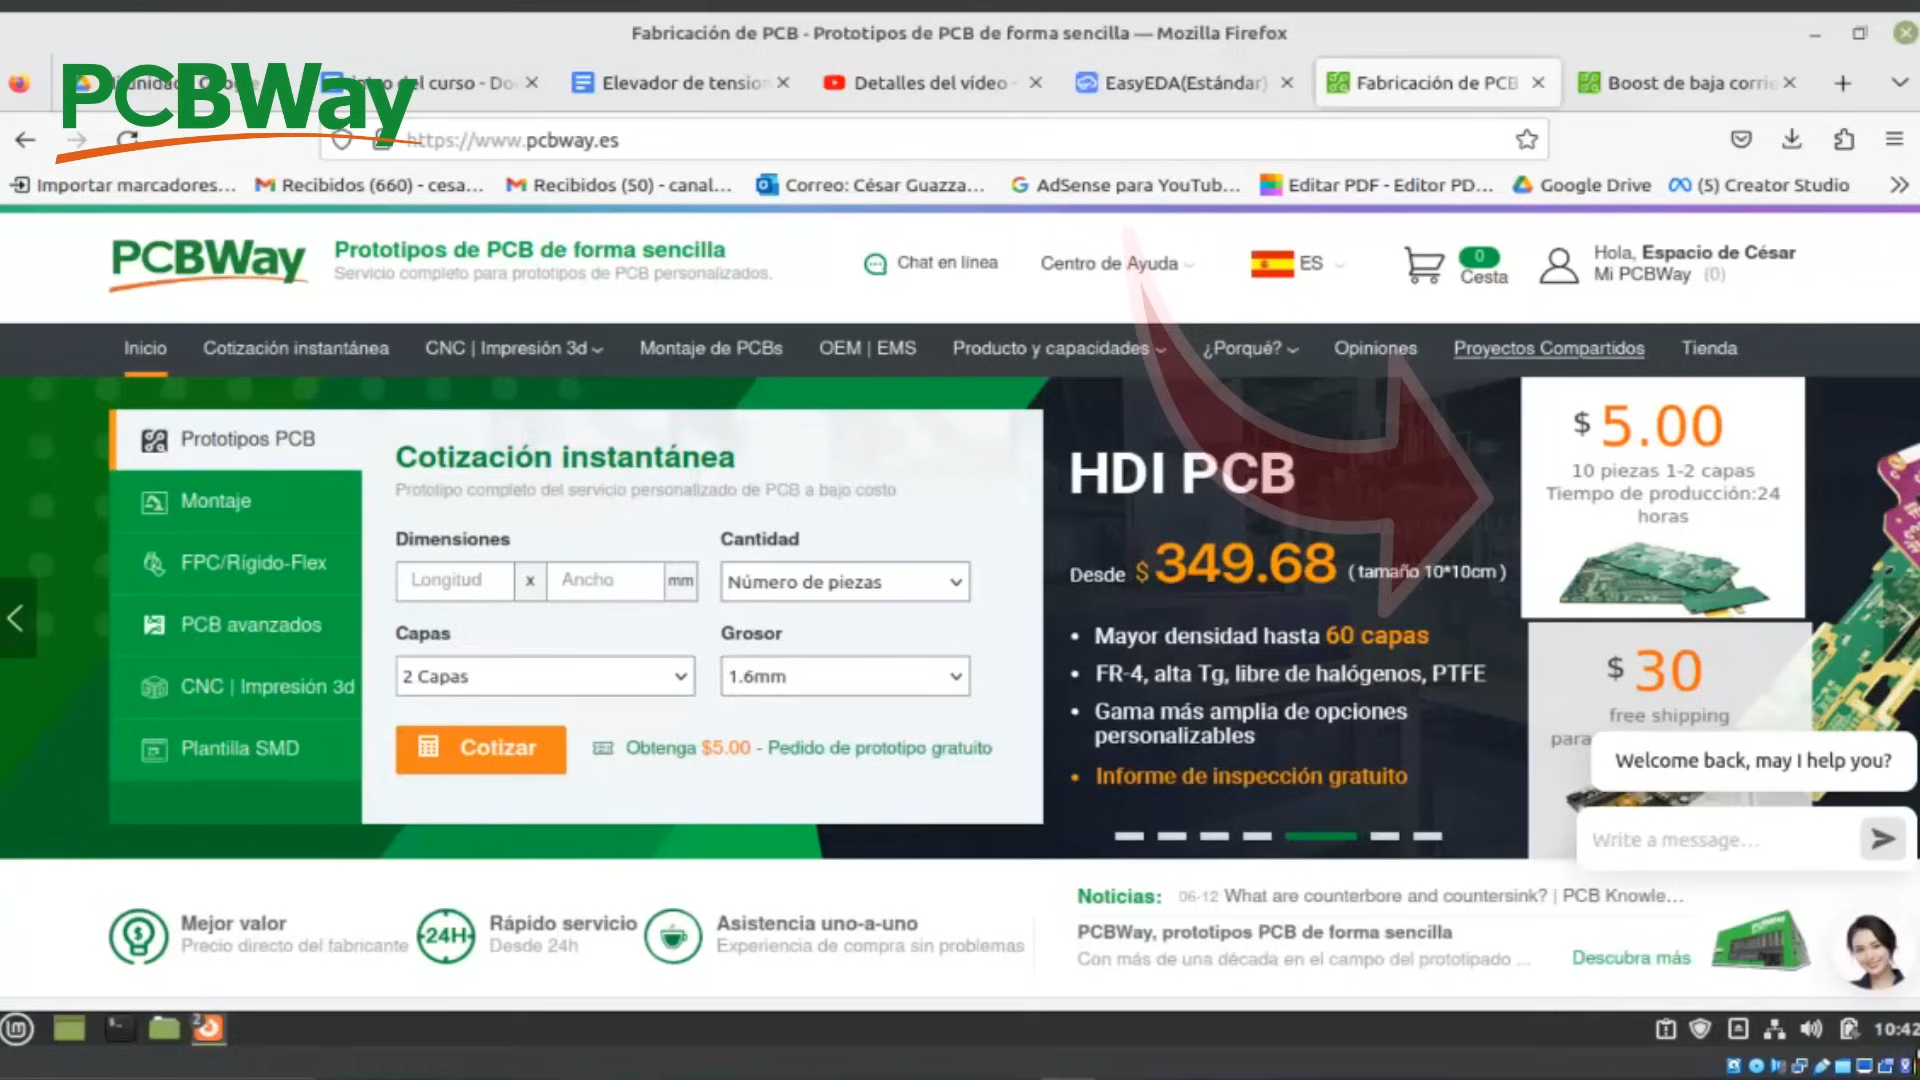 Fabricación de PCB - Prototipos de PCB de forma sencilla — Mozilla Firefox
PCBWay
del curso - Do
Elevador de tension
Detalles del vídeo
EasyEDA(Estándar)
Fabricación de PCB
Boost de baja corrie
https://www.pcbway.es
Importar marcadores...
Recibidos (660) - cesa...
Recibidos (50) - canal...
Correo: César Guazza...
AdSense para YouTub...
Editar PDF - Editor PD...
Google Drive
(5) Creator Studio
PCBWay
Prototipos de PCB de forma sencilla
Servicio completo para prototipos de PCB personalizados.
Chat en línea
Centro de Ayuda
ES
0
Cesta
Hola, Espacio de César
Mi PCBWay (0)
Inicio
Cotización instantánea
CNC | Impresión 3d
Montaje de PCBs
OEM | EMS
Producto y capacidades
¿Porqué?
Opiniones
Proyectos Compartidos
Tienda
Prototipos PCB
Montaje
FPC/Rígido-Flex
PCB avanzados
CNC | Impresión 3d
Plantilla SMD
Cotización instantánea
Prototipo completo del servicio personalizado de PCB a bajo costo
Dimensiones
Cantidad
Longitud x Ancho mm
Número de piezas
Capas
Grosor
2 Capas
1.6mm
Cotizar
Obtenga $5.00 - Pedido de prototipo gratuito
HDI PCB
Desde $349.68 (tamaño 10*10cm)
• Mayor densidad hasta 60 capas
• FR-4, alta Tg, libre de halógenos, PTFE
• Gama más amplia de opciones
personalizables
• Informe de inspección gratuito
$ 5.00
10 piezas 1-2 capas
Tiempo de producción:24
horas
$ 30
free shipping
para
Welcome back, may I help you?
Write a message...
Mejor valor
Precio directo del fabricante
24H
Rápido servicio
Desde 24h
Asistencia uno-a-uno
Experiencia de compra sin problemas
Noticias: 06-12 What are counterbore and countersink? | PCB Knowle...
PCBWay, prototipos PCB de forma sencilla
Con más de una década en el campo del prototipado ...
Descubra más
2
10:42